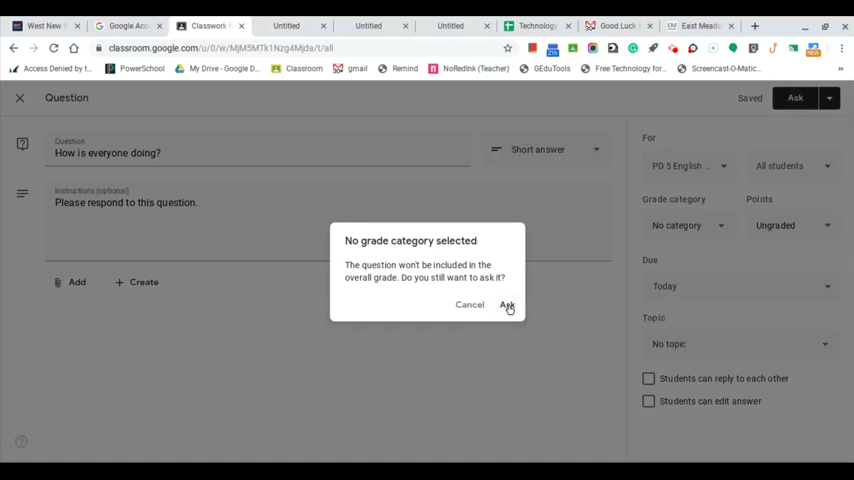 West New Y
Google Acc
Classwork f
Untitled
Untitled
Untitled
Technology
Good Luck
East Meado
classroom.google.com/u/0/w/MjM5MTk1Nzg4Mjda/t/all
216
NEW
Access Denied by t...
PowerSchool
My Drive - Google D...
Classroom
gmail
Remind
NoRedInk (Teacher)
GEduTools
Free Technology for...
Screencast-O-Matic...
»
Question
Saved
Ask
Question
How is everyone doing?
Short answer
Instructions (optional)
Please respond to this question.
Add
Create
For
PD 5 English ...
All students
Grade category
Points
No category
Ungraded
Due
Today
Topic
No topic
Students can reply to each other
Students can edit answer
No grade category selected
The question won't be included in the
overall grade. Do you still want to ask it?
Cancel
Ask